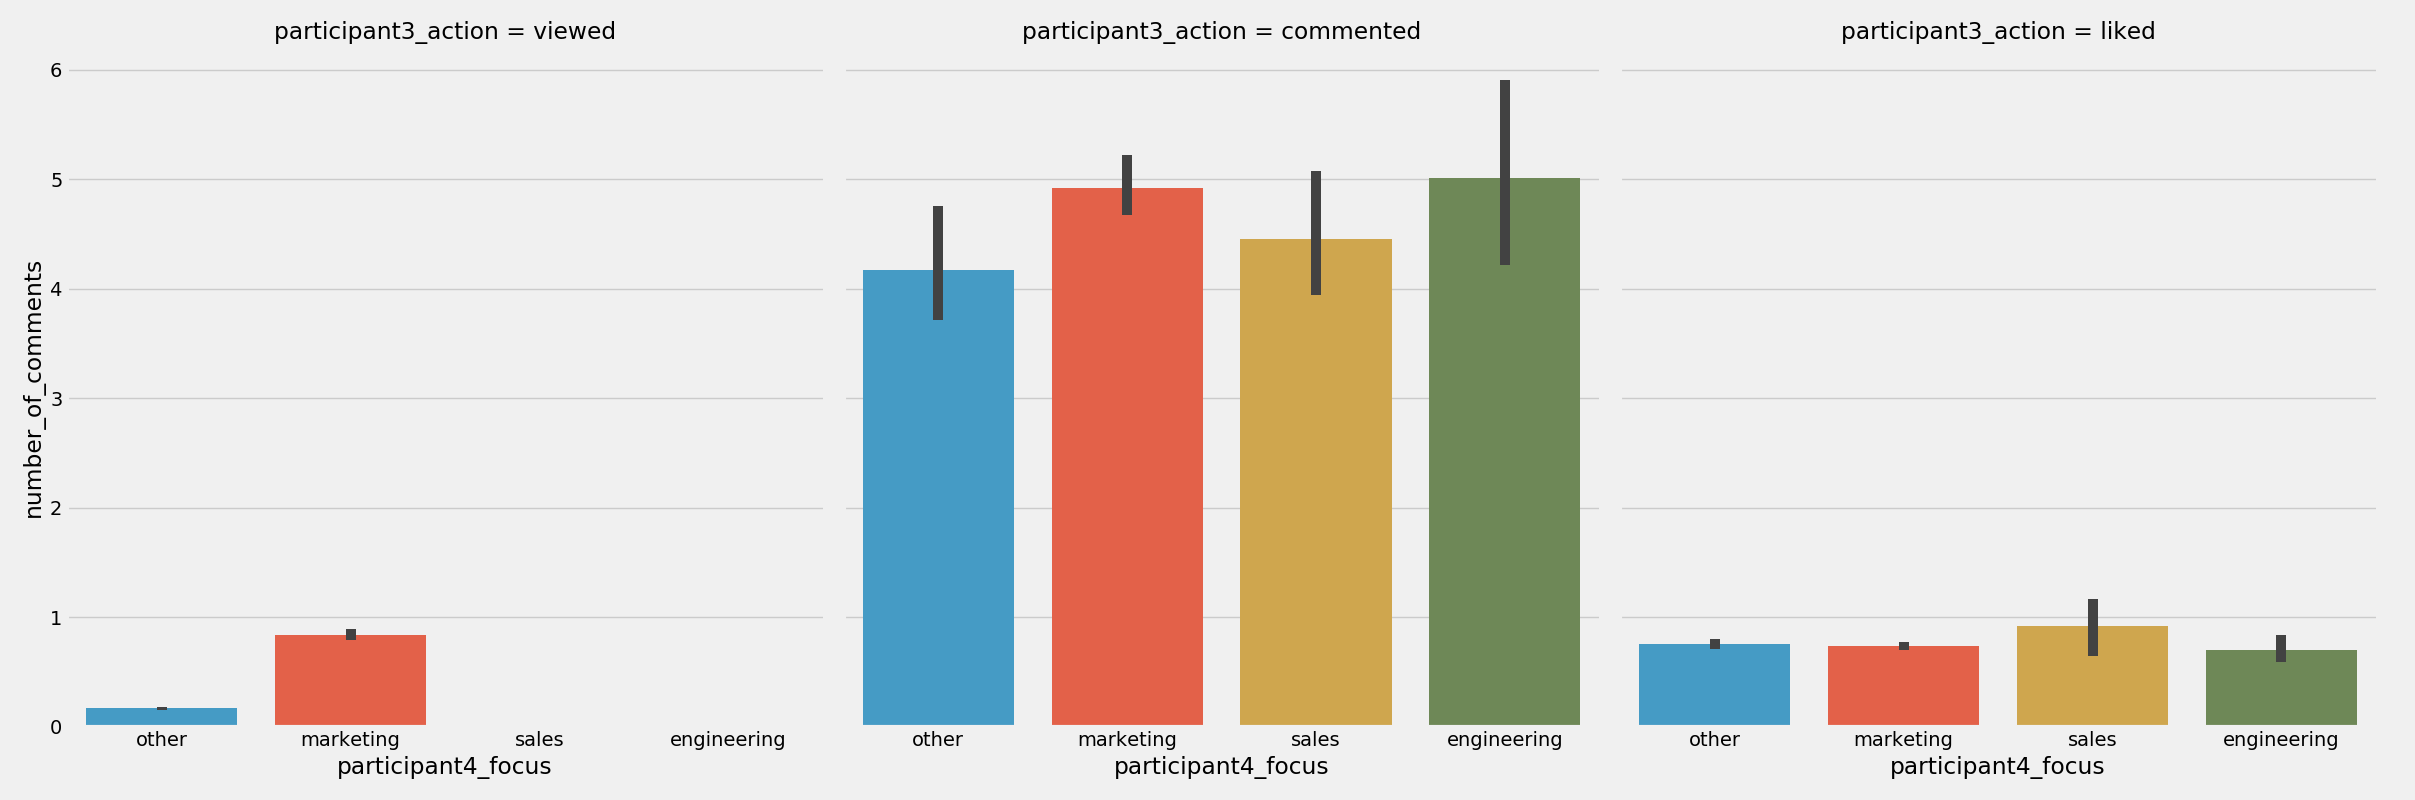 participant3_action = viewed
participant3_action = commented
participant3_action = liked
number_of_comments
6
5
4
3
2
1
0
other marketing sales engineering
other marketing sales engineering
other marketing sales engineering
participant4_focus
participant4_focus
participant4_focus